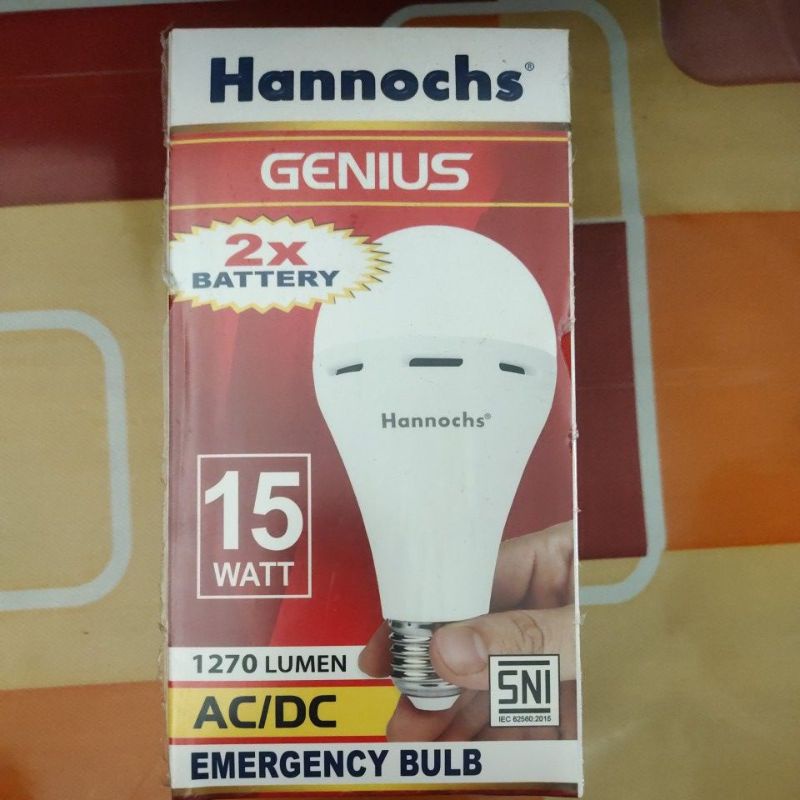 Hannochs®
GENIUS
2x
BATTERY
Hannochs®
15
WATT
1270 LUMEN
AC/DC
SNI
IEC 62560:2015
EMERGENCY BULB